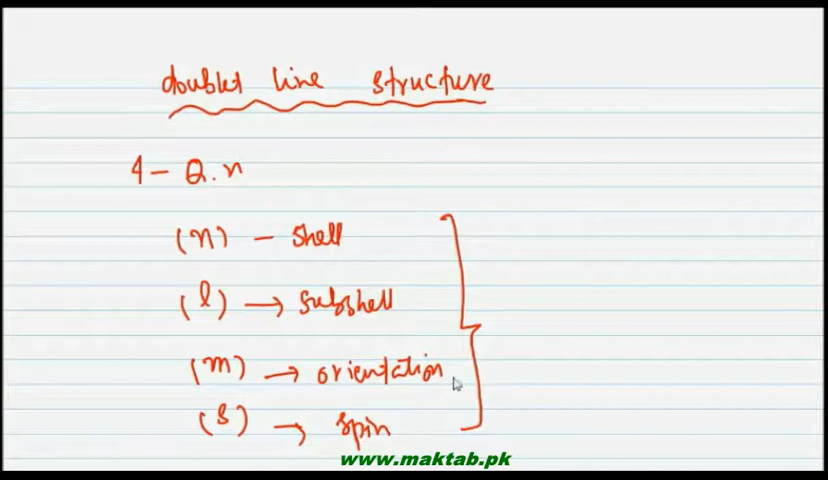 doublet line structure
4- Q.n
(n) - shell
(l) → subshell
(m) → orientation
(s) → spin
www.maktab.pk